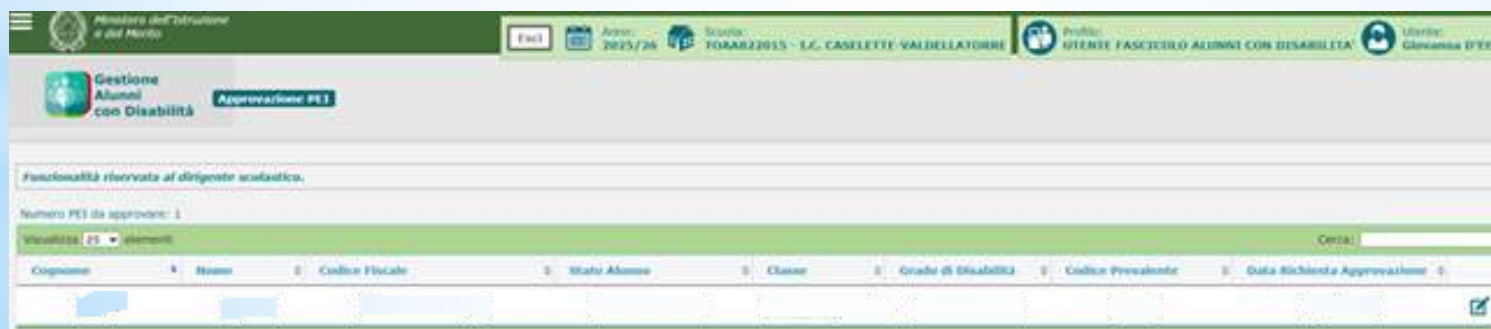 Ministero dell'Istruzione
e del Merito
Esci
Anno:
2025/26
Scuola:
TOAA822015 - I.C. CASELETTE-VALDELLATORRE
Profilo:
UTENTE FASCICOLO ALUNNI CON DISABILITA'
Utente:
Giovanna
Gestione
Alunni
con Disabilità
Approvazione PEI
Funzionalità riservata al dirigente scolastico.
Numero PEI da approvare: 1
Visualizza 25 elementi
Cerca:
Cognome Nome Codice Fiscale Stato Alunno Classe Grado di Disabilità Codice Prevalente Data Richiesta Approvazione